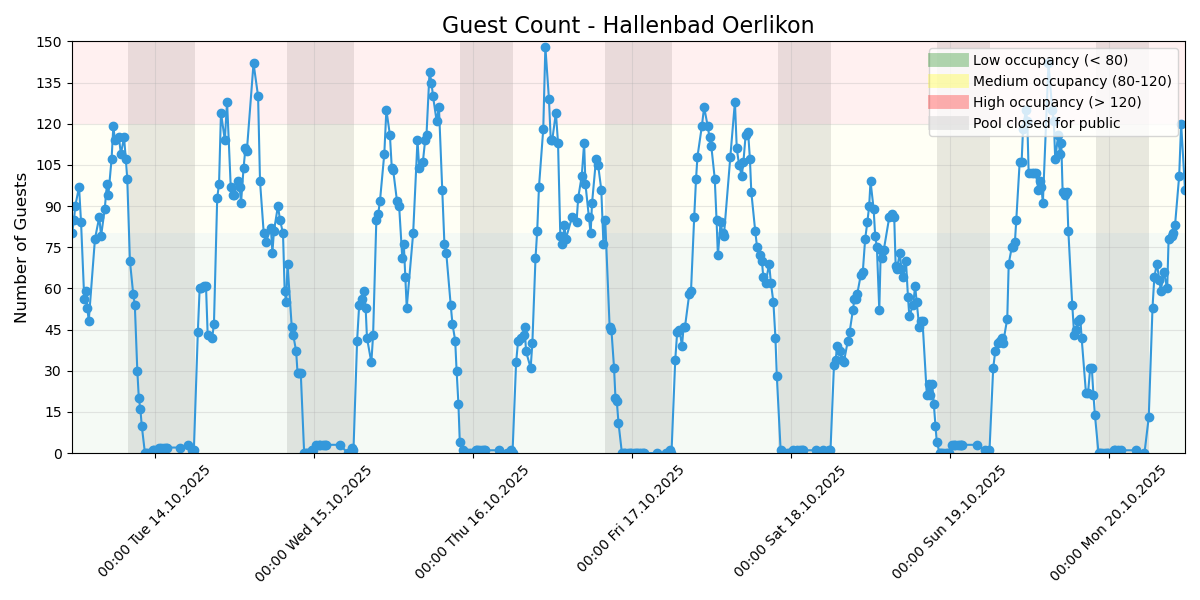 Guest Count - Hallenbad Oerlikon
Number of Guests
150
135
120
105
90
75
60
45
30
15
0
Low occupancy (< 80)
Medium occupancy (80-120)
High occupancy (> 120)
Pool closed for public
00:00 Tue 14.10.2025
00:00 Wed 15.10.2025
00:00 Thu 16.10.2025
00:00 Fri 17.10.2025
00:00 Sat 18.10.2025
00:00 Sun 19.10.2025
00:00 Mon 20.10.2025